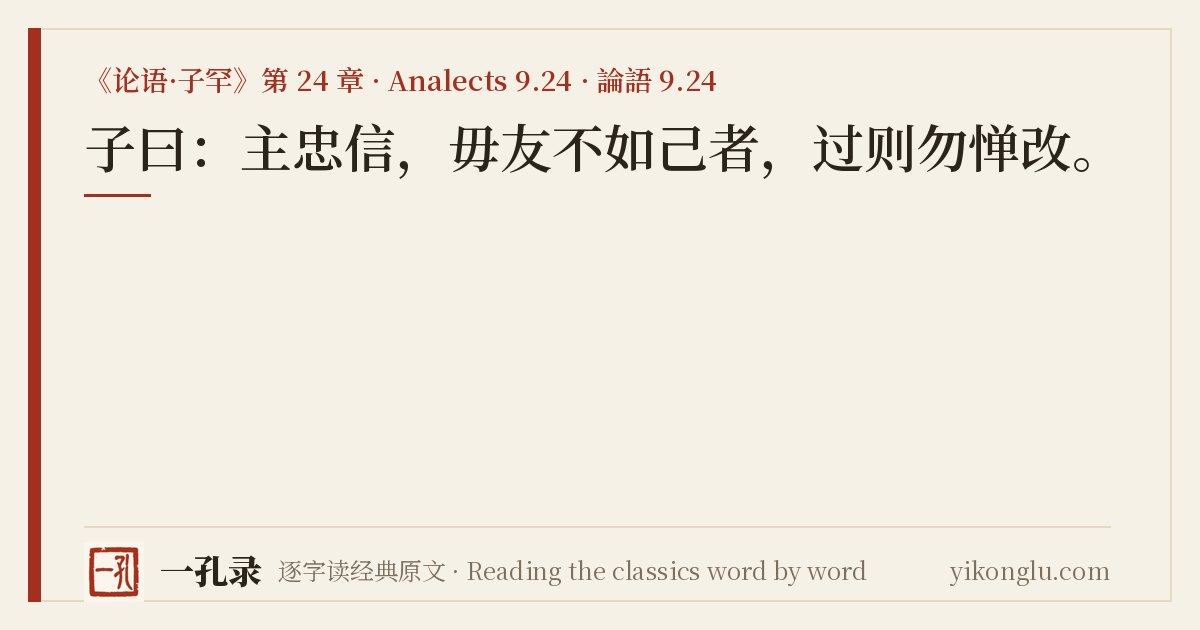 《论语·子罕》第 24 章 · Analects 9.24 · 論語 9.24
子曰：主忠信，毋友不如己者，过则勿惮改。
一孔
一孔录 逐字读经典原文 · Reading the classics word by word yikonglu.com